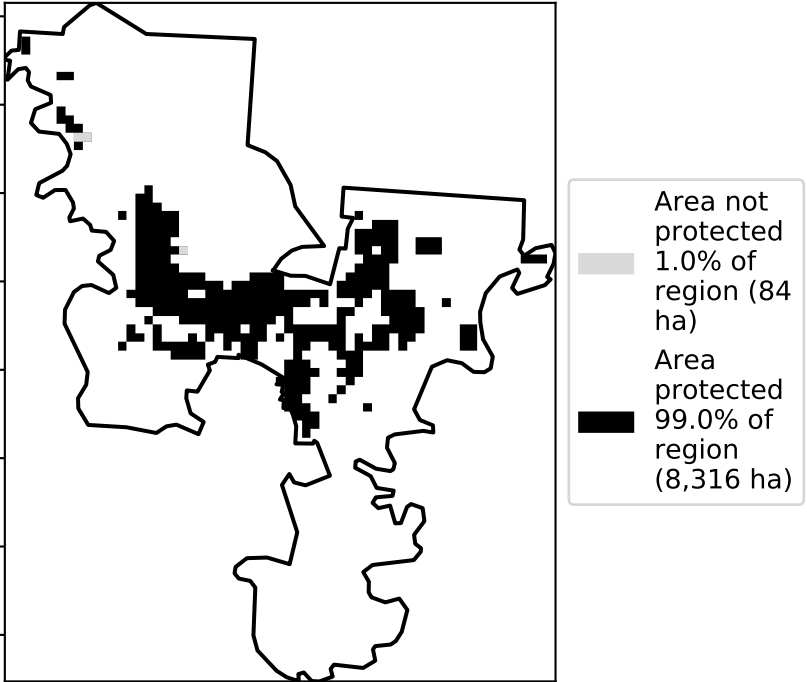 Area not
protected
1.0% of
region (84
ha)
Area
protected
99.0% of
region
(8,316 ha)